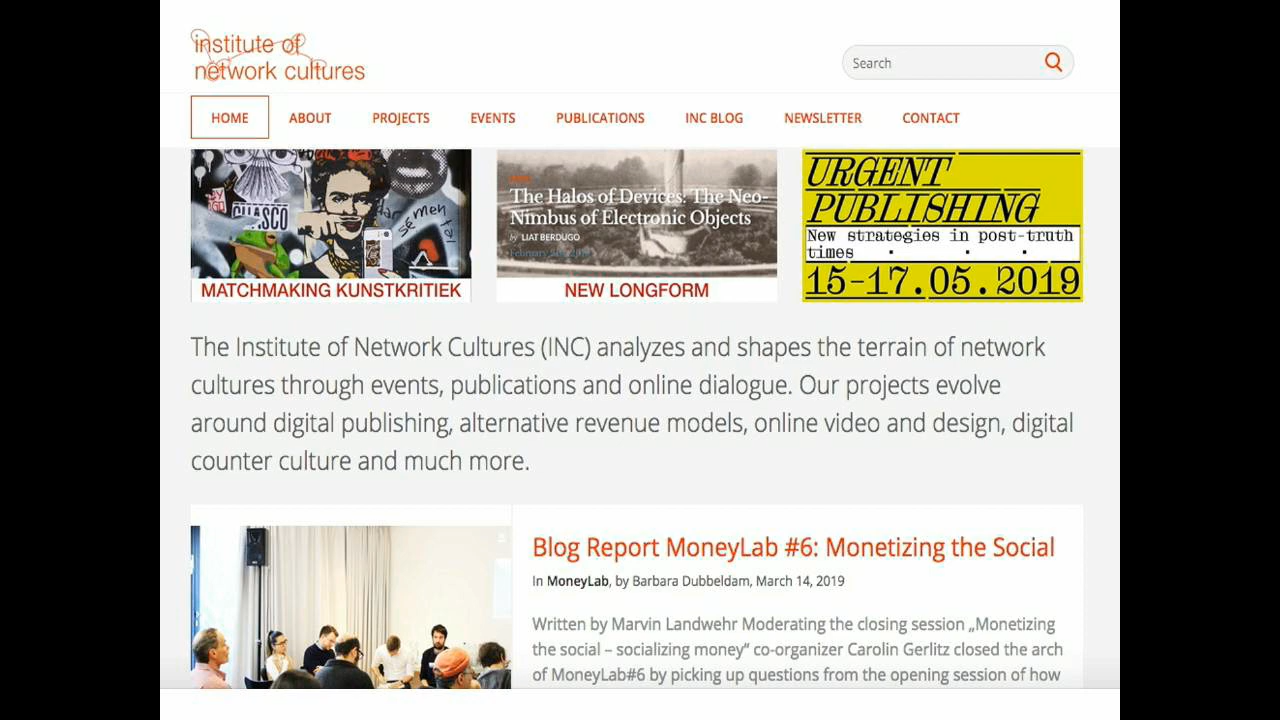 institute of
network cultures
Search
HOME ABOUT PROJECTS EVENTS PUBLICATIONS INC BLOG NEWSLETTER CONTACT
CHASCO
MATCHMAKING KUNSTKRITIEK
The Halos of Devices: The Neo-
Nimbus of Electronic Objects
by LIAT BERDUGO
NEW LONGFORM
URGENT
PUBLISHING
New strategies in post-truth
times
15-17.05.2019
The Institute of Network Cultures (INC) analyzes and shapes the terrain of network
cultures through events, publications and online dialogue. Our projects evolve
around digital publishing, alternative revenue models, online video and design, digital
counter culture and much more.
Blog Report MoneyLab #6: Monetizing the Social
In MoneyLab, by Barbara Dubbeldam, March 14, 2019
Written by Marvin Landwehr Moderating the closing session „Monetizing
the social – socializing money“ co-organizer Carolin Gerlitz closed the arch
of MoneyLab#6 by picking up questions from the opening session of how